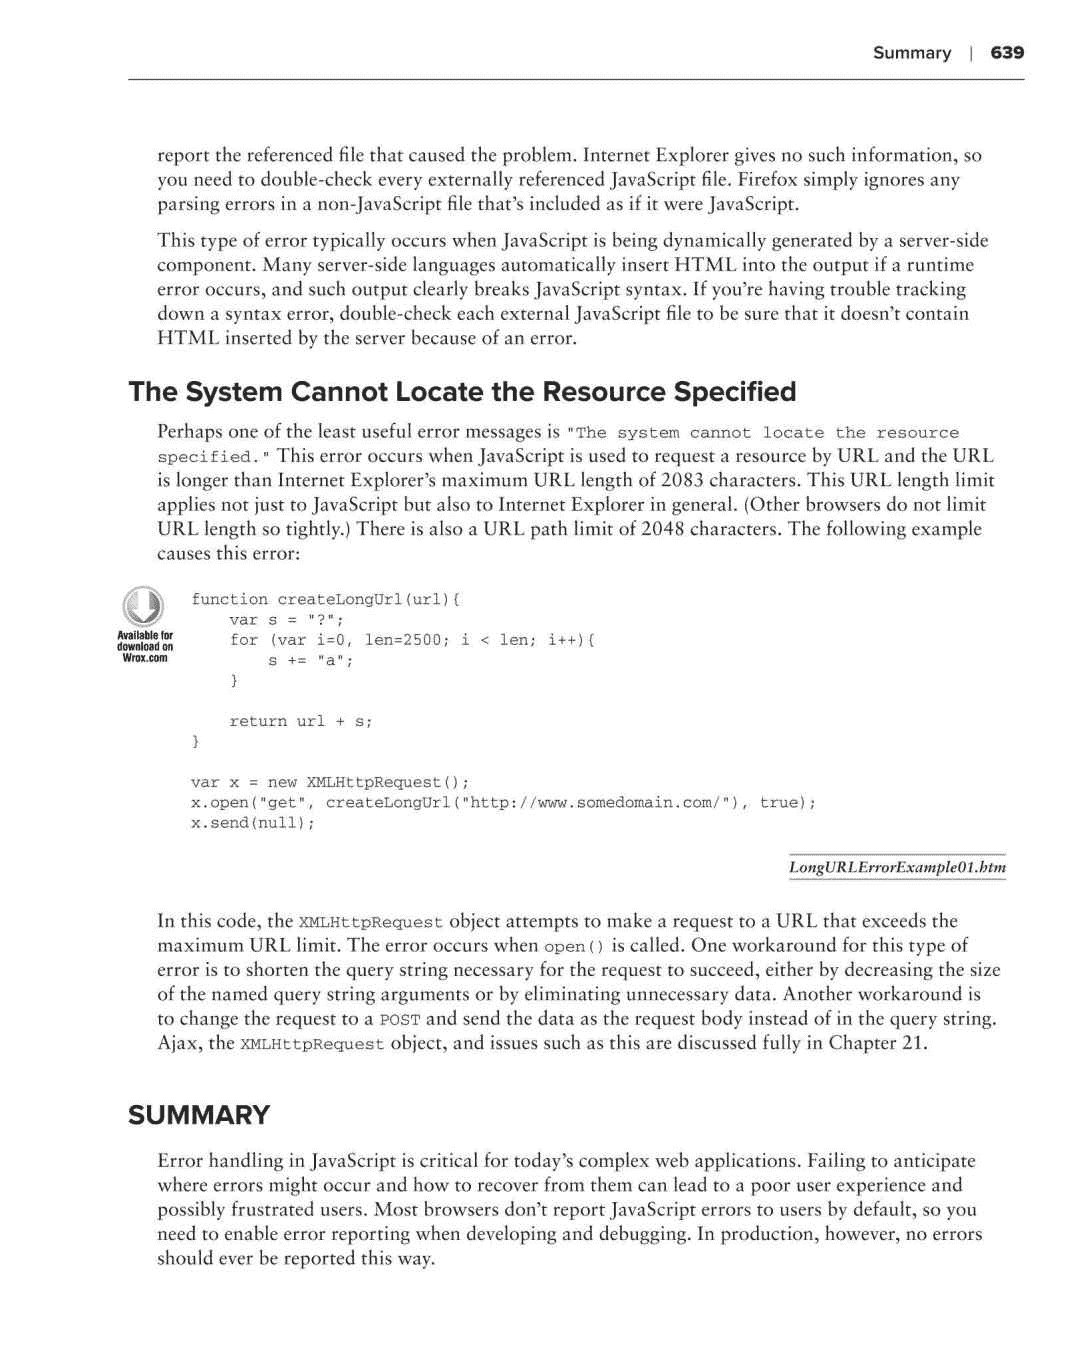 Summary | 639
report the referenced file that caused the problem. Internet Explorer gives no such information, so
you need to double-check every externally referenced JavaScript file. Firefox simply ignores any
parsing errors in a non-JavaScript file that's included as if it were JavaScript.
This type of error typically occurs when JavaScript is being dynamically generated by a server-side
component. Many server-side languages automatically insert HTML into the output if a runtime
error occurs, and such output clearly breaks JavaScript syntax. If you're having trouble tracking
down a syntax error, double-check each external JavaScript file to be sure that it doesn't contain
HTML inserted by the server because of an error.
The System Cannot Locate the Resource Specified
Perhaps one of the least useful error messages is "The system cannot locate the resource
specified." This error occurs when JavaScript is used to request a resource by URL and the URL
is longer than Internet Explorer's maximum URL length of 2083 characters. This URL length limit
applies not just to JavaScript but also to Internet Explorer in general. (Other browsers do not limit
URL length so tightly.) There is also a URL path limit of 2048 characters. The following example
causes this error:
Available for
download on
Wrox.com
function createLongUrl(url){
    var s = "?";
    for (var i=0, len=2500; i < len; i++){
        s += "a";
    }
    return url + s;
}
var x = new XMLHttpRequest();
x.open("get", createLongUrl("http://www.somedomain.com/"), true);
x.send(null);
LongURLErrorExample01.htm
In this code, the XMLHttpRequest object attempts to make a request to a URL that exceeds the
maximum URL limit. The error occurs when open() is called. One workaround for this type of
error is to shorten the query string necessary for the request to succeed, either by decreasing the size
of the named query string arguments or by eliminating unnecessary data. Another workaround is
to change the request to a POST and send the data as the request body instead of in the query string.
Ajax, the XMLHttpRequest object, and issues such as this are discussed fully in Chapter 21.
SUMMARY
Error handling in JavaScript is critical for today's complex web applications. Failing to anticipate
where errors might occur and how to recover from them can lead to a poor user experience and
possibly frustrated users. Most browsers don't report JavaScript errors to users by default, so you
need to enable error reporting when developing and debugging. In production, however, no errors
should ever be reported this way.